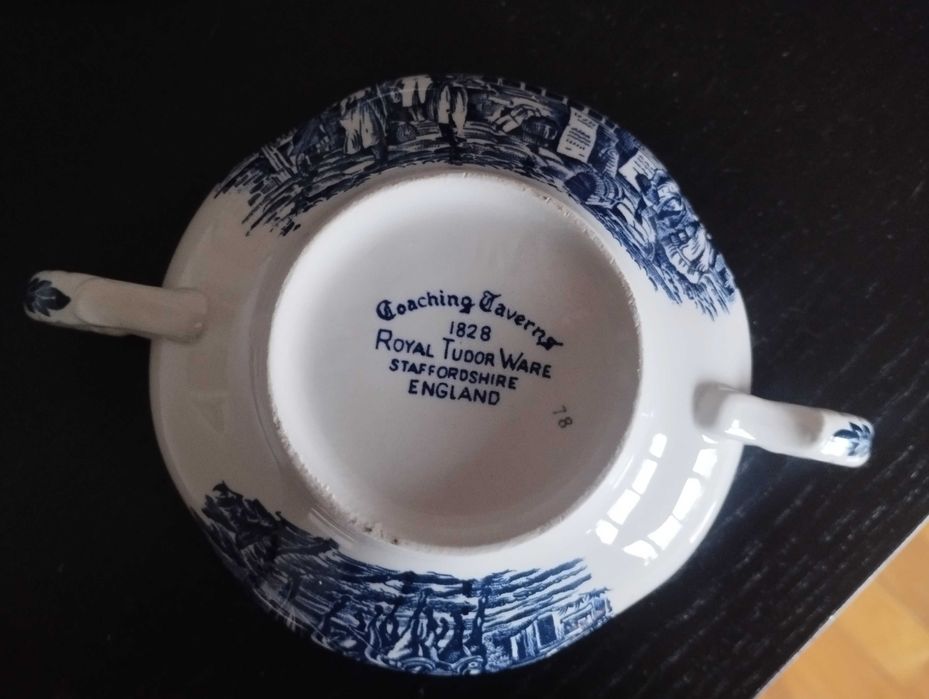 Coaching Taverns
1828
ROYAL TUDOR WARE
STAFFORDSHIRE
ENGLAND
78